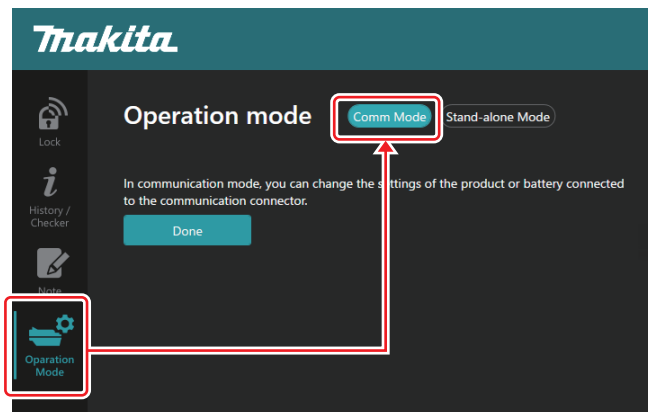 Makita
Lock
Operation mode
Comm Mode
Stand-alone Mode
History /
Checker
In communication mode, you can change the settings of the product or battery connected
to the communication connector.
Done
Note
Oparation
Mode